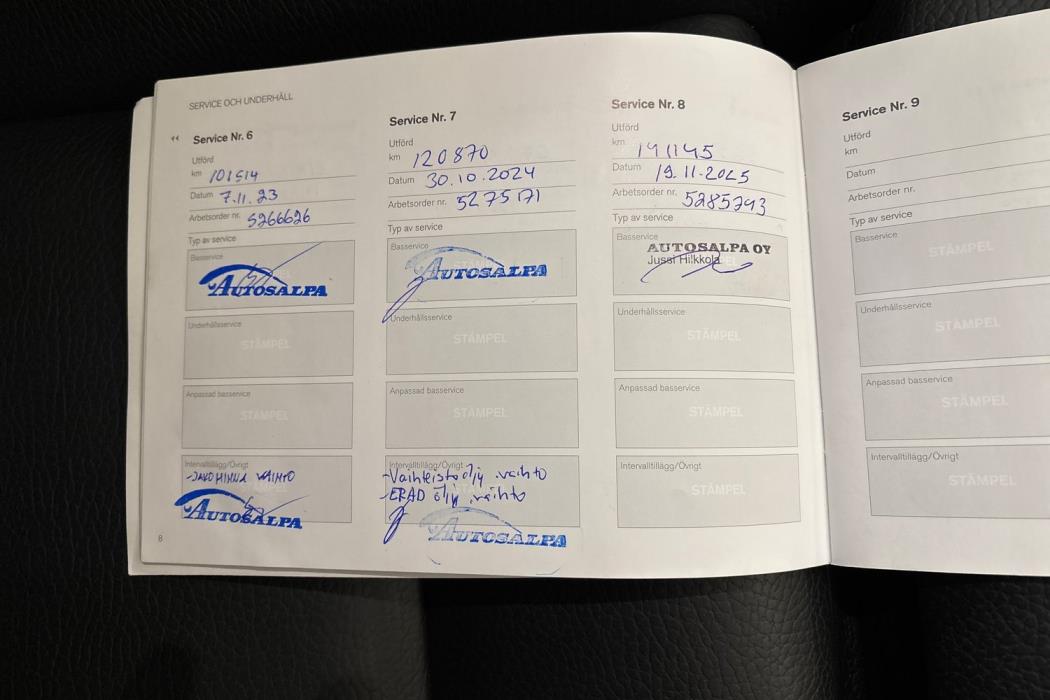 SERVICE OCH UNDERHÅLL
Service Nr. 6
Utförd
km 101514
Datum 7.11.23
Arbetsorder nr. 5266626
Typ av service
Basservice
AUTOSALPA
Underhållsservice
STÄMPEL
Anpassad basservice
STÄMPEL
Intervalltillägg/Övrigt
-JAKOHINNA VAIHTO
AUTOSALPA
8
Service Nr. 7
Utförd
km 120870
Datum 30.10.2024
Arbetsorder nr. 5275171
Typ av service
Basservice
AUTOSALPA
Underhållsservice
STÄMPEL
Anpassad basservice
STÄMPEL
Intervalltillägg/Övrigt
-Vaihteistoöljy vaihto
-ERAD öljy vaihto
AUTOSALPA
Service Nr. 8
Utförd
km 141145
Datum 19.11.2025
Arbetsorder nr. 5285743
Typ av service
Basservice
AUTOSALPA OY
Jussi Hilkkola
Underhållsservice
STÄMPEL
Anpassad basservice
STÄMPEL
Intervalltillägg/Övrigt
STÄMPEL
Service Nr. 9
Utförd
km
Datum
Arbetsorder nr.
Typ av service
Basservice
STÄMPEL
Underhållsservice
STÄMPEL
Anpassad basservice
STÄMPEL
Intervalltillägg/Övrigt
STÄMPEL